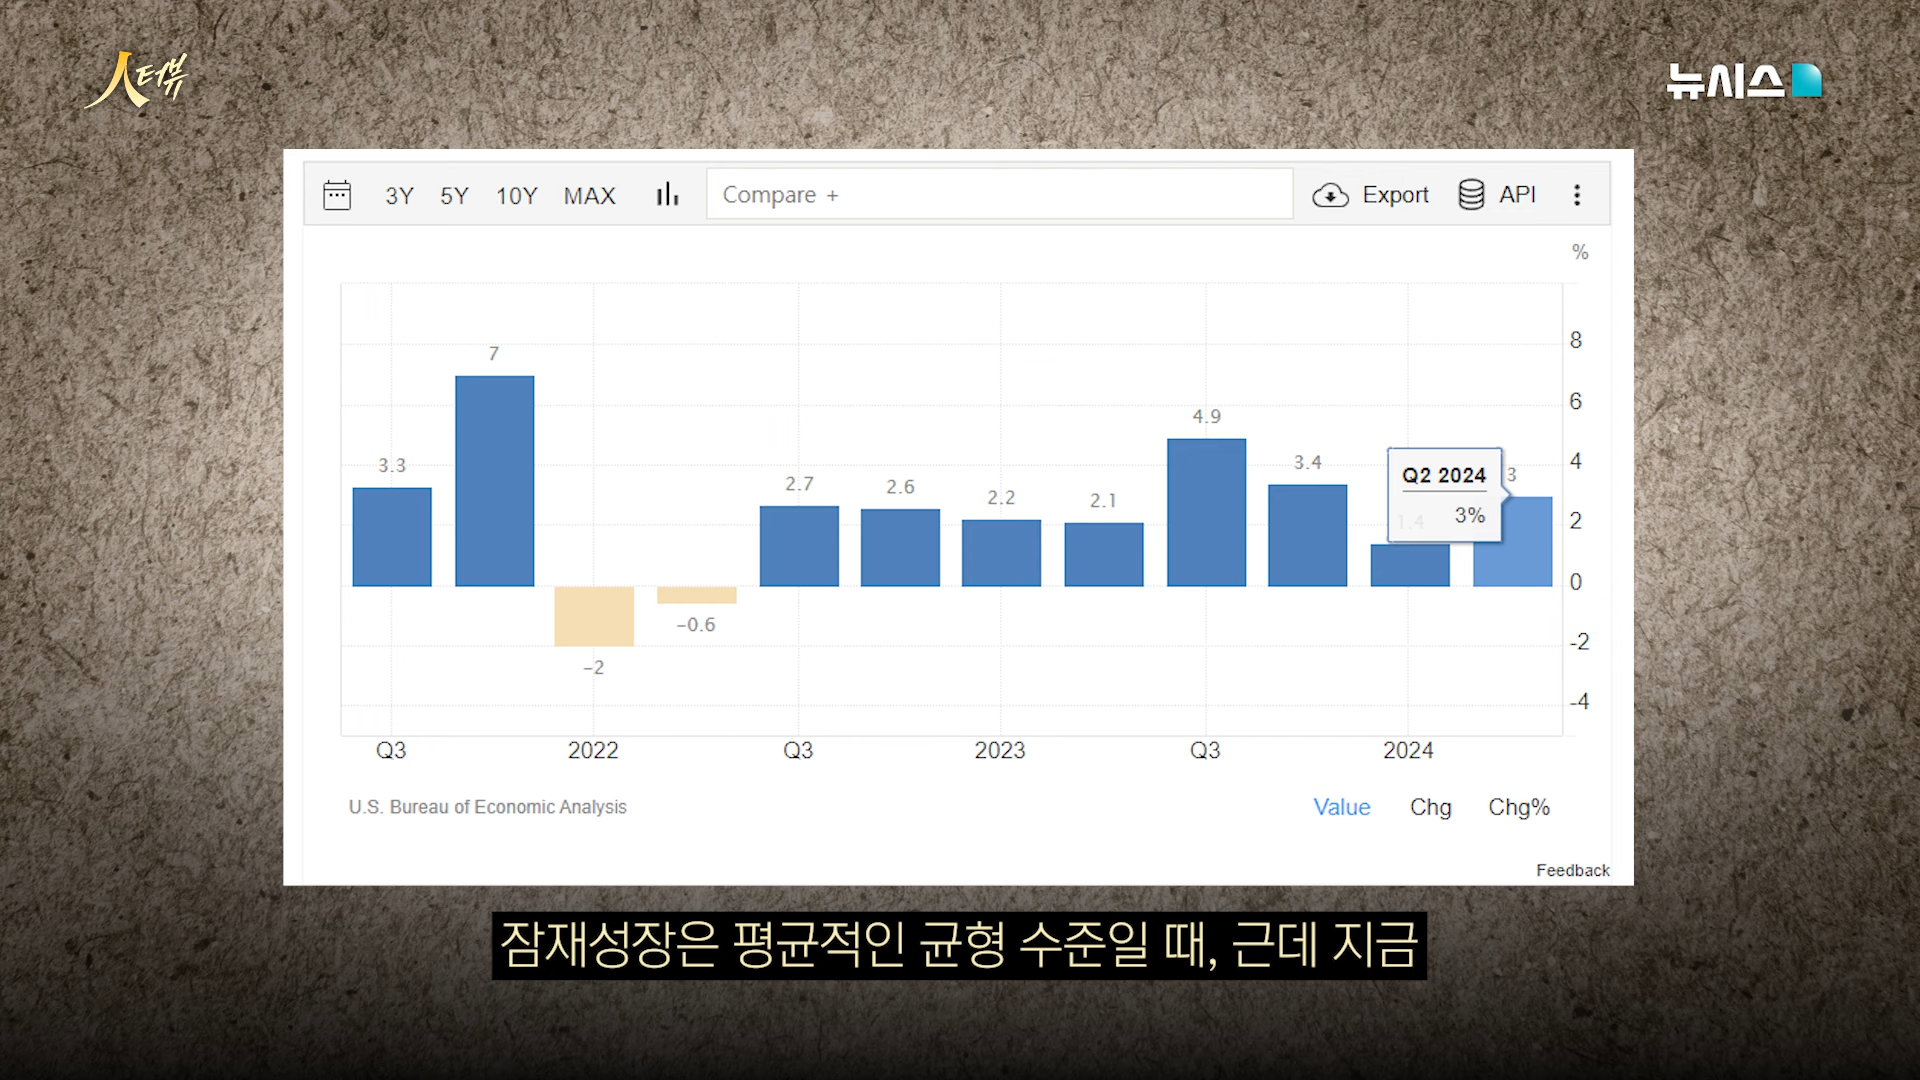 人터뷰
뉴시스
3Y 5Y 10Y MAX Compare + Export API
%
8
6
4
2
0
-2
-4
3.3
7
-2
-0.6
2.7
2.6
2.2
2.1
4.9
3.4
1.4
3
Q2 2024
3%
Q3 2022 Q3 2023 Q3 2024
U.S. Bureau of Economic Analysis
Value Chg Chg%
Feedback
잠재성장은 평균적인 균형 수준일 때, 근데 지금